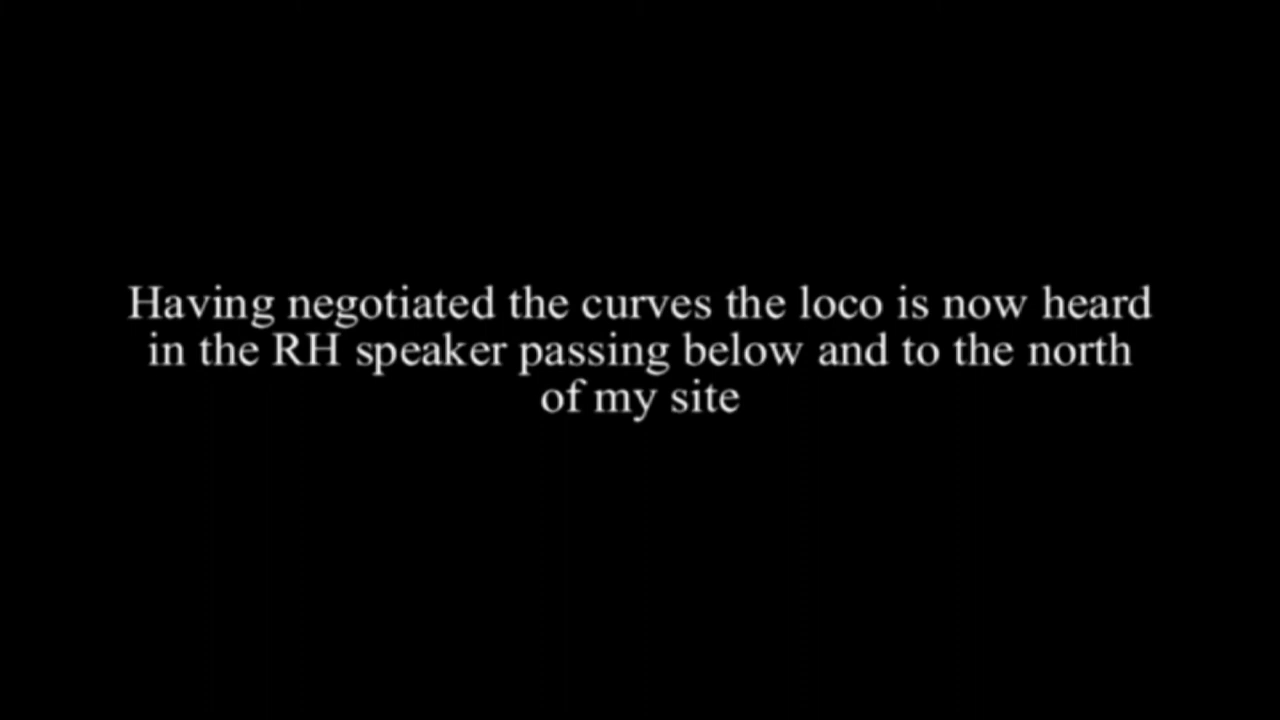 Having negotiated the curves the loco is now heard
in the RH speaker passing below and to the north
of my site